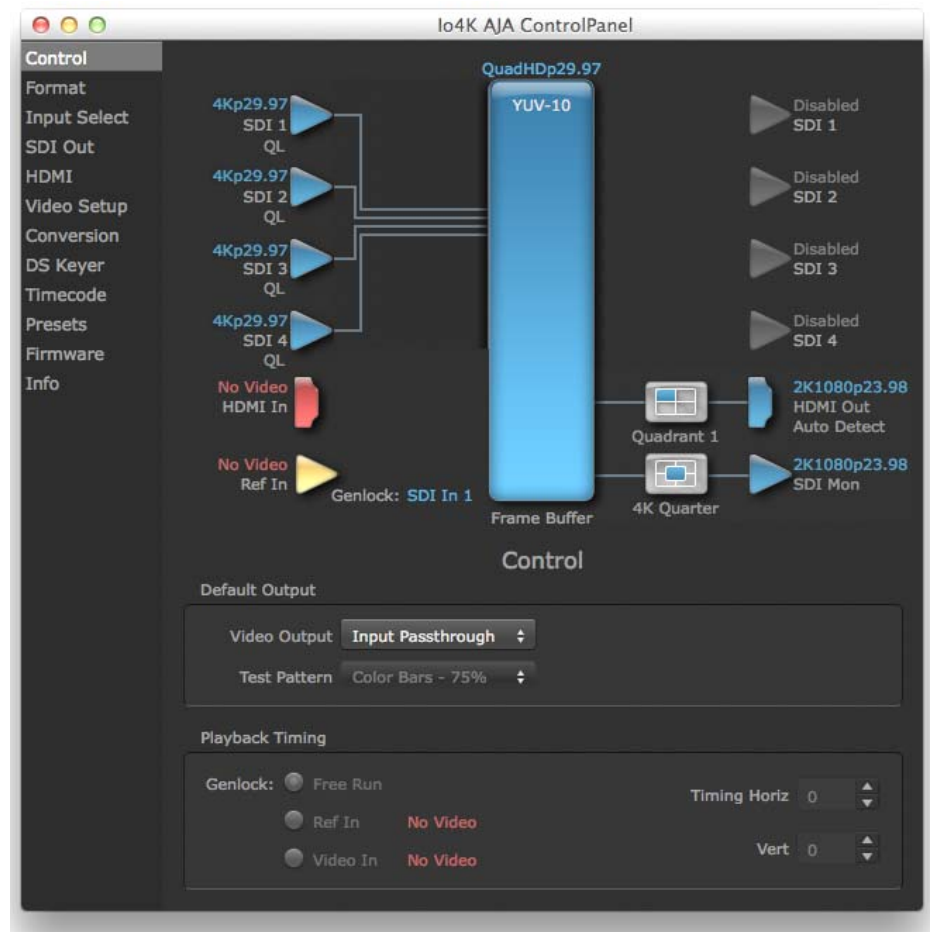 Io4K AJA ControlPanel
Control
Format
Input Select
SDI Out
HDMI
Video Setup
Conversion
DS Keyer
Timecode
Presets
Firmware
Info
QuadHDp29.97
YUV-10
4Kp29.97
SDI 1
QL
4Kp29.97
SDI 2
QL
4Kp29.97
SDI 3
QL
4Kp29.97
SDI 4
QL
No Video
HDMI In
No Video
Ref In
Genlock: SDI In 1
Frame Buffer
Disabled
SDI 1
Disabled
SDI 2
Disabled
SDI 3
Disabled
SDI 4
Quadrant 1
2K1080p23.98
HDMI Out
Auto Detect
4K Quarter
2K1080p23.98
SDI Mon
Control
Default Output
Video Output Input Passthrough
Test Pattern Color Bars - 75%
Playback Timing
Genlock: Free Run
Ref In No Video
Video In No Video
Timing Horiz 0
Vert 0